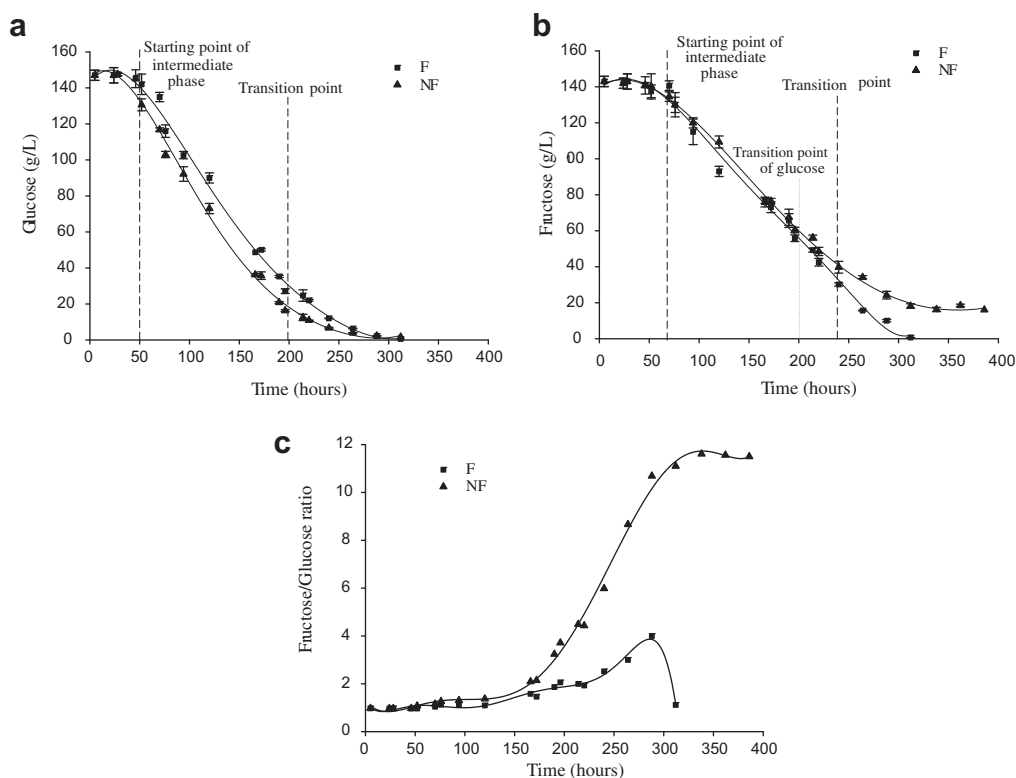 a
Starting point of
intermediate
phase
Transition point
F
NF
160
140
120
100
80
60
40
20
0
Glucose (g/L)
0 50 100 150 200 250 300 350 400
Time (hours)
b
Starting point of
intermediate
phase
Transition point
Transition point
of glucose
F
NF
160
140
120
00
80
60
40
20
0
Fructose (g/L)
0 50 100 150 200 250 300 350 400
Time (hours)
c
F
NF
12
10
8
6
4
2
0
Fructose/Glucose ratio
0 50 100 150 200 250 300 350 400
Time (hours)